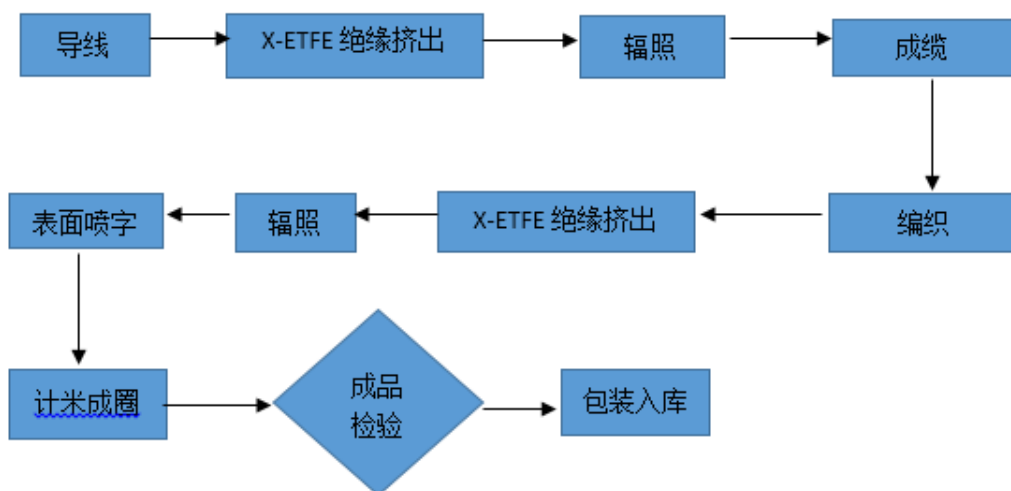 导线
X-ETFE 绝缘挤出
辐照
成缆
编织
X-ETFE 绝缘挤出
辐照
表面喷字
计米成圈
成品
检验
包装入库